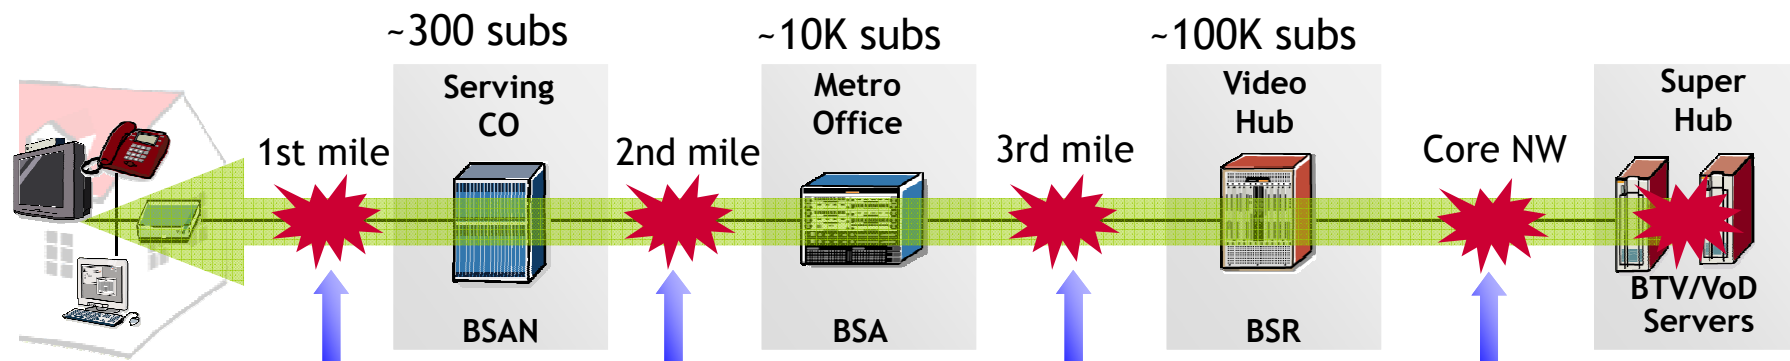 ~300 subs
~10K subs
~100K subs
Serving
CO
Metro
Office
Video
Hub
Super
Hub
1st mile
2nd mile
3rd mile
Core NW
BSAN
BSA
BSR
BTV/VoD
Servers